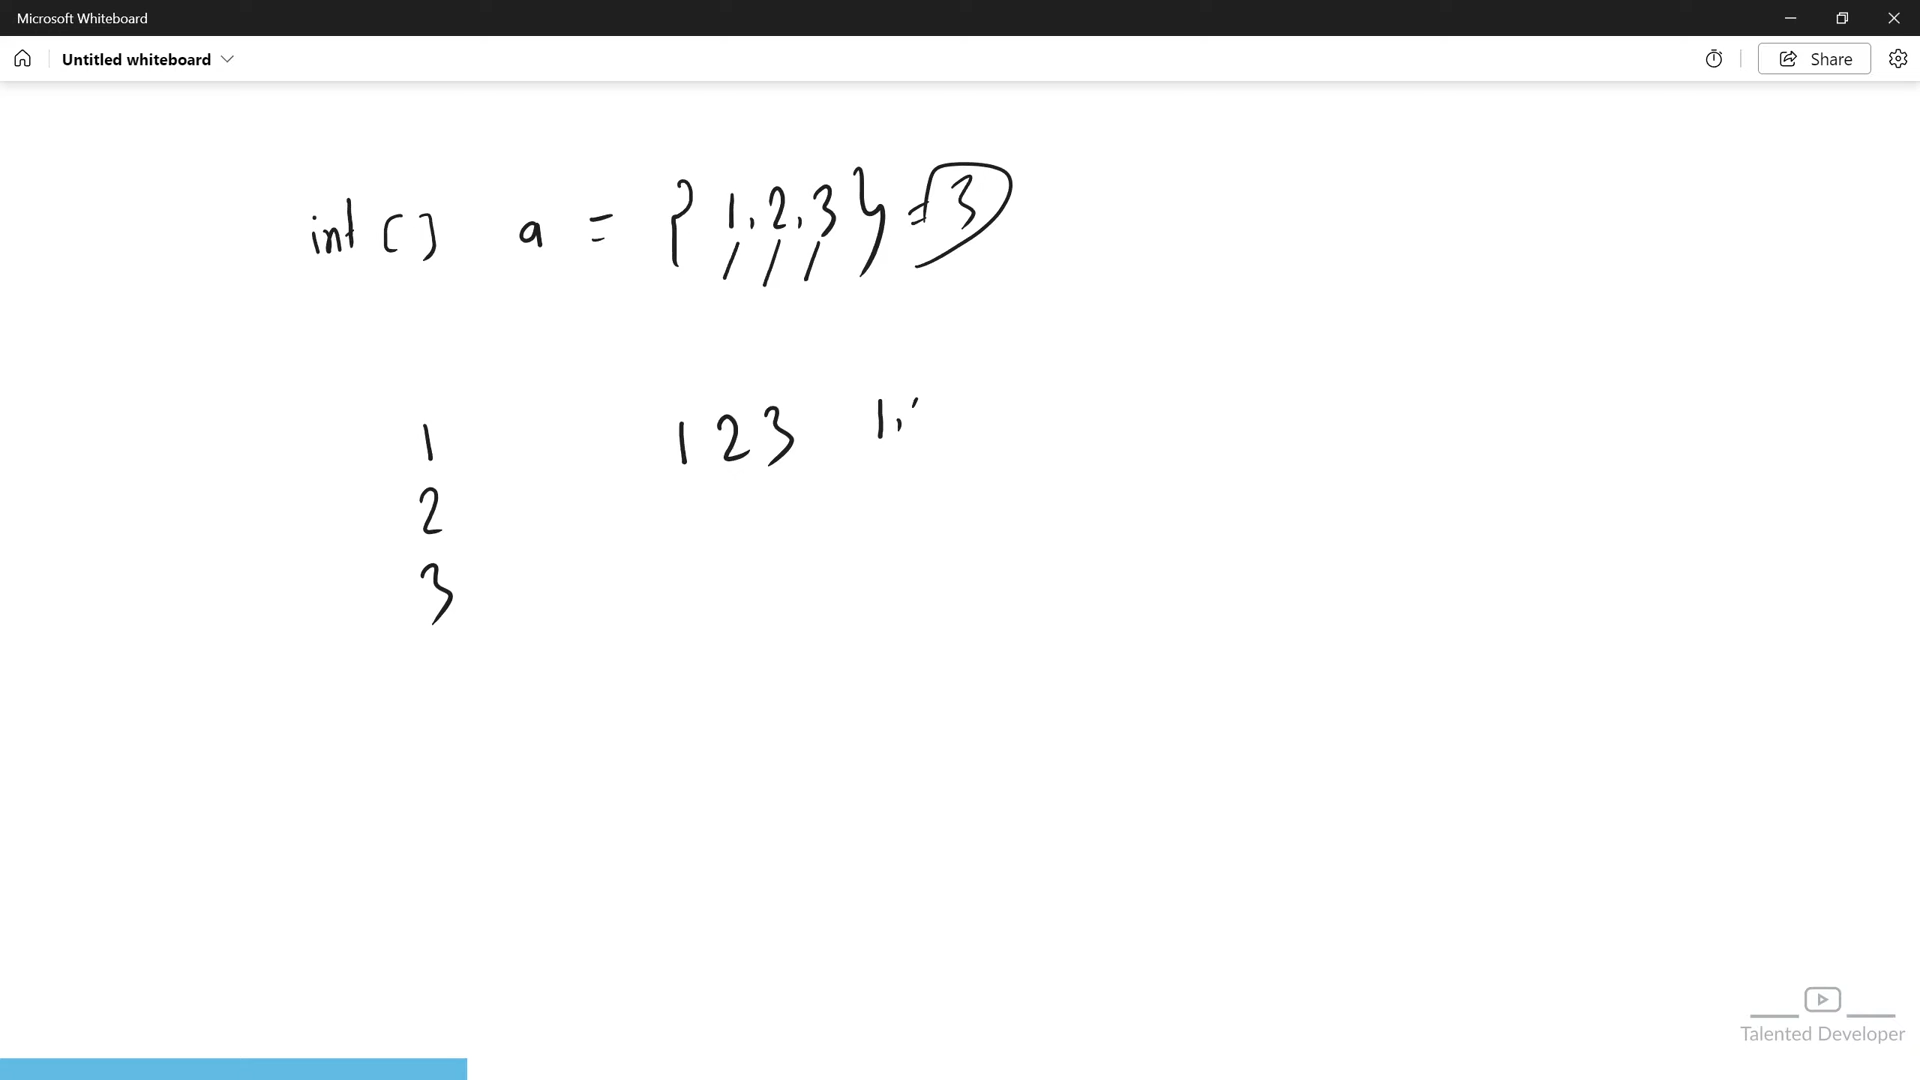 Microsoft Whiteboard
Untitled whiteboard
Share
int [] a = { 1, 2, 3 } = 3
1 1 2 3 1,
2
3
Talented Developer